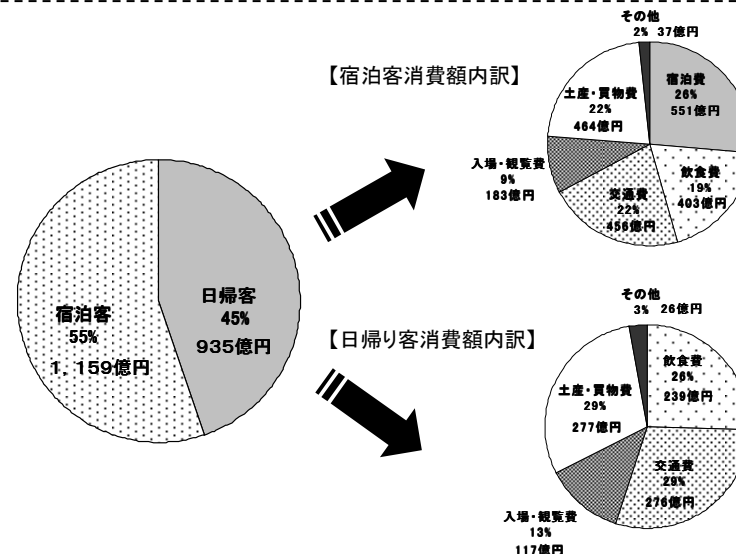 【宿泊客消費額内訳】
その他
2% 37億円
宿泊費
26%
551億円
飲食費
19%
403億円
交通費
22%
456億円
入場・観覧費
9%
183億円
土産・買物費
22%
464億円
宿泊客
55%
1,159億円
日帰客
45%
935億円
【日帰り客消費額内訳】
その他
3% 26億円
飲食費
26%
239億円
交通費
29%
276億円
入場・観覧費
13%
117億円
土産・買物費
29%
277億円